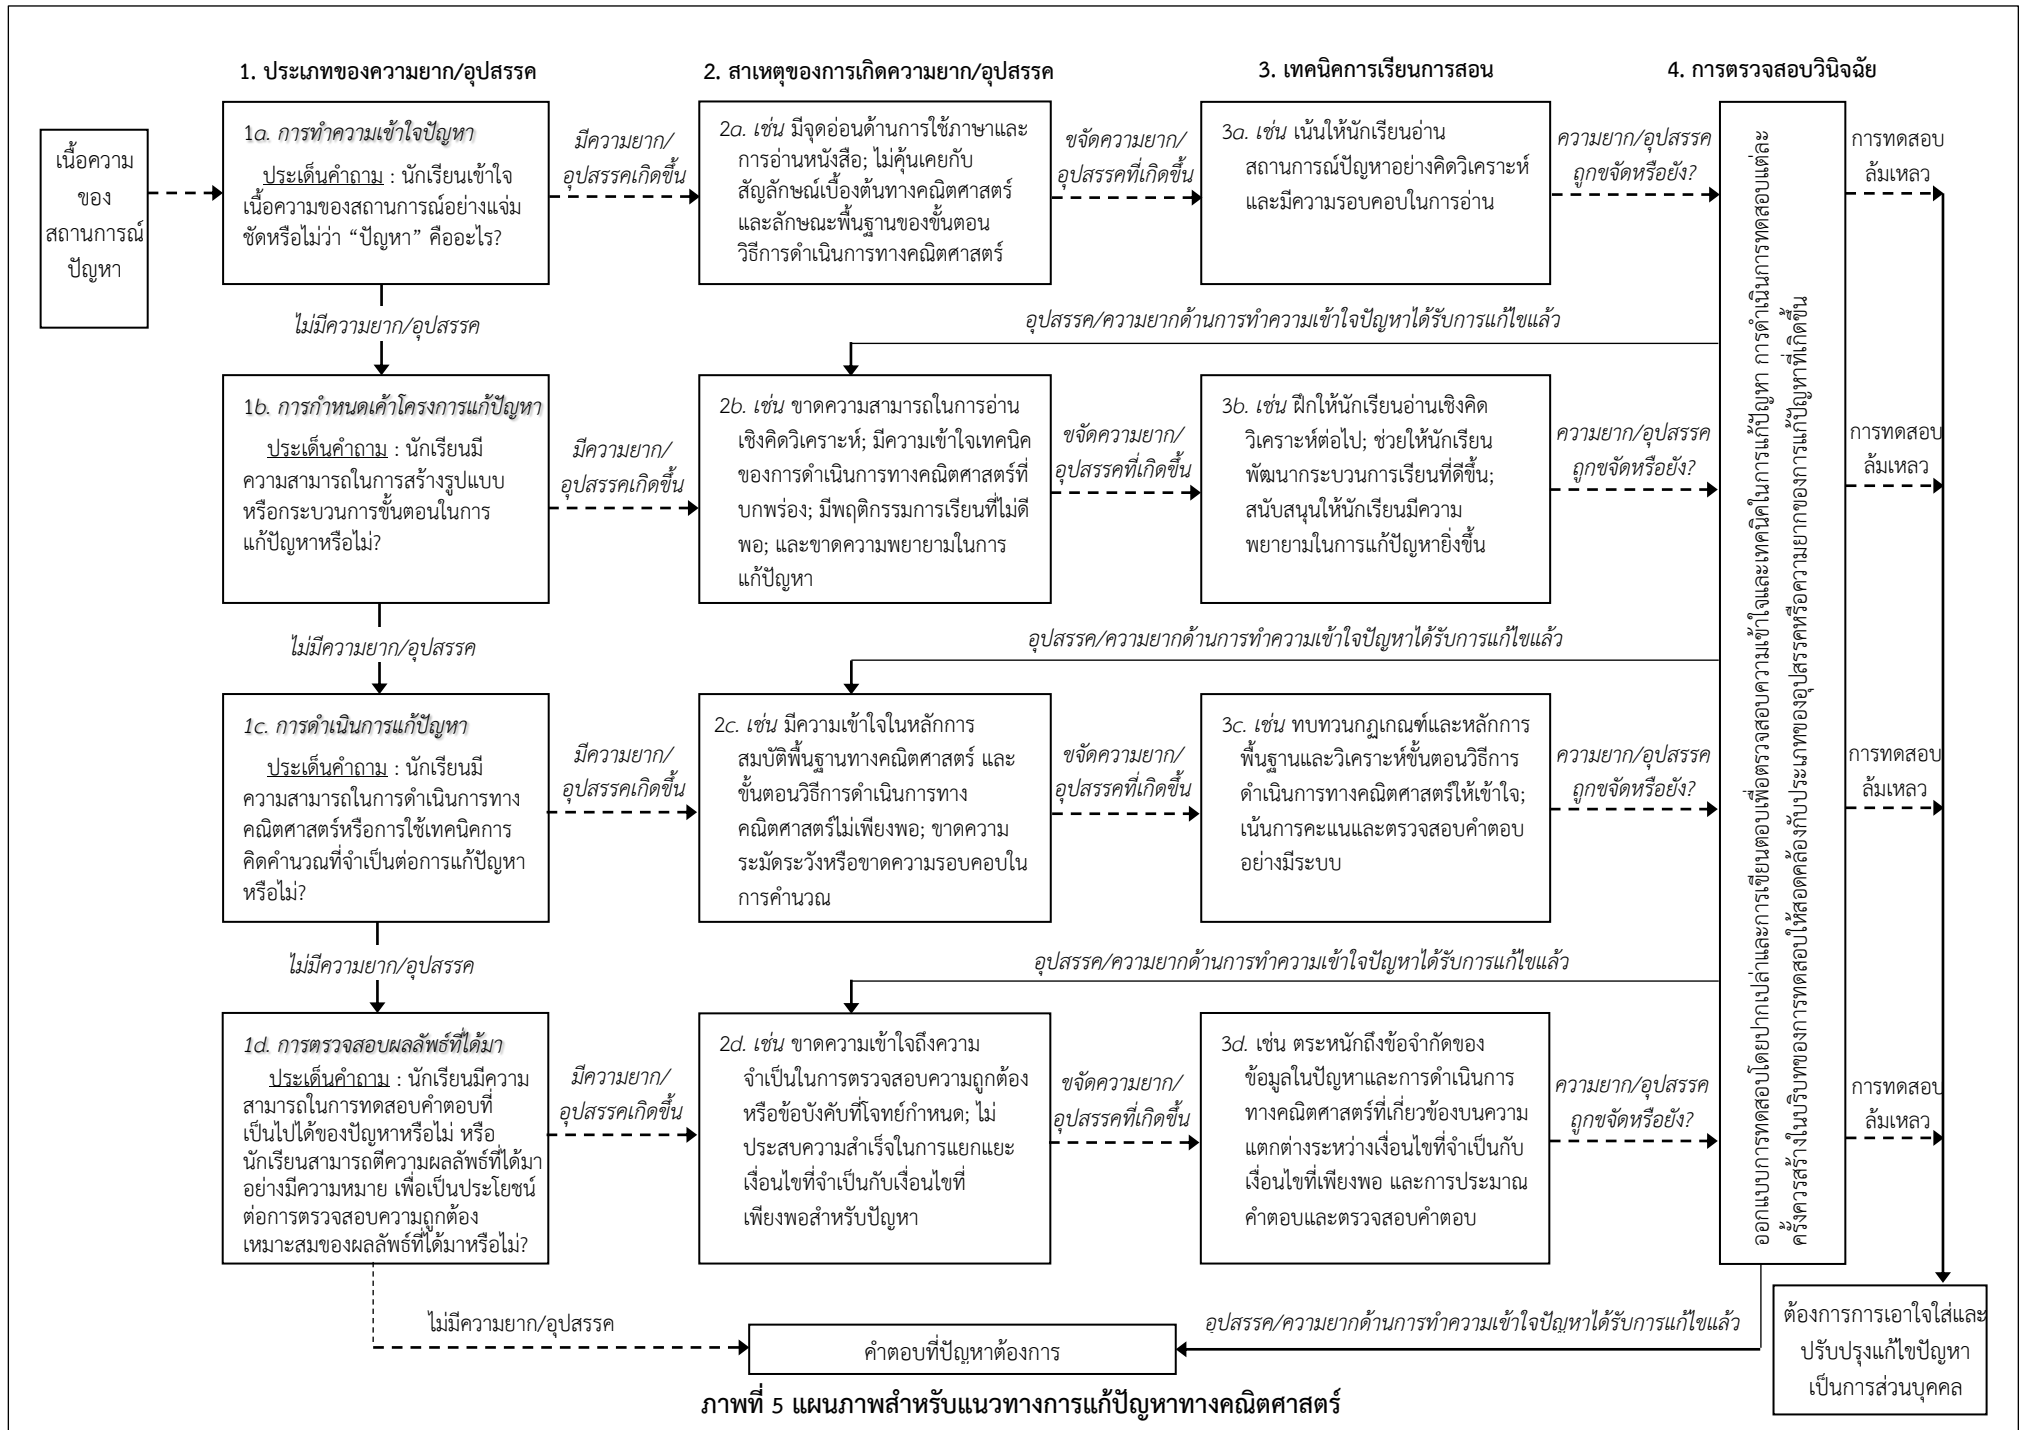 1. ประเภทของความยาก/อุปสรรค
2. สาเหตุของการเกิดความยาก/อุปสรรค
3. เทคนิคการเรียนการสอน
4. การตรวจสอบวินิจฉัย
เนื้อความ
ของ
สถานการณ์
ปัญหา
1a. การทำความเข้าใจปัญหา
ประเด็นคำถาม : นักเรียนเข้าใจ
เนื้อความของสถานการณ์อย่างแจ่ม
ชัดหรือไม่ว่า “ปัญหา” คืออะไร?
มีความยาก/
อุปสรรคเกิดขึ้น
2a. เช่น มีจุดอ่อนด้านการใช้ภาษาและ
การอ่านหนังสือ; ไม่คุ้นเคยกับ
สัญลักษณ์เบื้องต้นทางคณิตศาสตร์
และลักษณะพื้นฐานของขั้นตอน
วิธีการดำเนินการทางคณิตศาสตร์
ขจัดความยาก/
อุปสรรคที่เกิดขึ้น
3a. เช่น เน้นให้นักเรียนอ่าน
สถานการณ์ปัญหาอย่างคิดวิเคราะห์
และมีความรอบคอบในการอ่าน
ความยาก/อุปสรรค
ถูกขจัดหรือยัง?
ออกแบบการทดสอบโดยปากเปล่าและการเขียนตอบเพื่อตรวจสอบความเข้าใจและเทคนิคในการแก้ปัญหา การดำเนินการทดสอบแต่ละ
ครั้งควรสร้างในบริบทของการทดสอบให้สอดคล้องกับประเภทของอุปสรรคหรือความยากของการแก้ปัญหาที่เกิดขึ้น
การทดสอบ
ล้มเหลว
ไม่มีความยาก/อุปสรรค
อุปสรรค/ความยากด้านการทำความเข้าใจปัญหาได้รับการแก้ไขแล้ว
1b. การกำหนดเค้าโครงการแก้ปัญหา
ประเด็นคำถาม : นักเรียนมี
ความสามารถในการสร้างรูปแบบ
หรือกระบวนการขั้นตอนในการ
แก้ปัญหาหรือไม่?
มีความยาก/
อุปสรรคเกิดขึ้น
2b. เช่น ขาดความสามารถในการอ่าน
เชิงคิดวิเคราะห์; มีความเข้าใจเทคนิค
ของการดำเนินการทางคณิตศาสตร์ที่
บกพร่อง; มีพฤติกรรมการเรียนที่ไม่ดี
พอ; และขาดความพยายามในการ
แก้ปัญหา
ขจัดความยาก/
อุปสรรคที่เกิดขึ้น
3b. เช่น ฝึกให้นักเรียนอ่านเชิงคิด
วิเคราะห์ต่อไป; ช่วยให้นักเรียน
พัฒนากระบวนการเรียนที่ดีขึ้น;
สนับสนุนให้นักเรียนมีความ
พยายามในการแก้ปัญหายิ่งขึ้น
ความยาก/อุปสรรค
ถูกขจัดหรือยัง?
การทดสอบ
ล้มเหลว
ไม่มีความยาก/อุปสรรค
อุปสรรค/ความยากด้านการทำความเข้าใจปัญหาได้รับการแก้ไขแล้ว
1c. การดำเนินการแก้ปัญหา
ประเด็นคำถาม : นักเรียนมี
ความสามารถในการดำเนินการทาง
คณิตศาสตร์หรือการใช้เทคนิคการ
คิดคำนวณที่จำเป็นต่อการแก้ปัญหา
หรือไม่?
มีความยาก/
อุปสรรคเกิดขึ้น
2c. เช่น มีความเข้าใจในหลักการ
สมบัติพื้นฐานทางคณิตศาสตร์ และ
ขั้นตอนวิธีการดำเนินการทาง
คณิตศาสตร์ไม่เพียงพอ; ขาดความ
ระมัดระวังหรือขาดความรอบคอบใน
การคำนวณ
ขจัดความยาก/
อุปสรรคที่เกิดขึ้น
3c. เช่น ทบทวนกฏเกณฑ์และหลักการ
พื้นฐานและวิเคราะห์ขั้นตอนวิธีการ
ดำเนินการทางคณิตศาสตร์ให้เข้าใจ;
เน้นการคะแนและตรวจสอบคำตอบ
อย่างมีระบบ
ความยาก/อุปสรรค
ถูกขจัดหรือยัง?
การทดสอบ
ล้มเหลว
ไม่มีความยาก/อุปสรรค
อุปสรรค/ความยากด้านการทำความเข้าใจปัญหาได้รับการแก้ไขแล้ว
1d. การตรวจสอบผลลัพธ์ที่ได้มา
ประเด็นคำถาม : นักเรียนมีความ
สามารถในการทดสอบคำตอบที่
เป็นไปได้ของปัญหาหรือไม่ หรือ
นักเรียนสามารถตีความผลลัพธ์ที่ได้มา
อย่างมีความหมาย เพื่อเป็นประโยชน์
ต่อการตรวจสอบความถูกต้อง
เหมาะสมของผลลัพธ์ที่ได้มาหรือไม่?
มีความยาก/
อุปสรรคเกิดขึ้น
2d. เช่น ขาดความเข้าใจถึงความ
จำเป็นในการตรวจสอบความถูกต้อง
หรือข้อบังคับที่โจทย์กำหนด; ไม่
ประสบความสำเร็จในการแยกแยะ
เงื่อนไขที่จำเป็นกับเงื่อนไขที่
เพียงพอสำหรับปัญหา
ขจัดความยาก/
อุปสรรคที่เกิดขึ้น
3d. เช่น ตระหนักถึงข้อจำกัดของ
ข้อมูลในปัญหาและการดำเนินการ
ทางคณิตศาสตร์ที่เกี่ยวข้องบนความ
แตกต่างระหว่างเงื่อนไขที่จำเป็นกับ
เงื่อนไขที่เพียงพอ และการประมาณ
คำตอบและตรวจสอบคำตอบ
ความยาก/อุปสรรค
ถูกขจัดหรือยัง?
การทดสอบ
ล้มเหลว
ไม่มีความยาก/อุปสรรค
คำตอบที่ปัญหาต้องการ
อุปสรรค/ความยากด้านการทำความเข้าใจปัญหาได้รับการแก้ไขแล้ว
ต้องการการเอาใจใส่และ
ปรับปรุงแก้ไขปัญหา
เป็นการส่วนบุคคล
ภาพที่ 5 แผนภาพสำหรับแนวทางการแก้ปัญหาทางคณิตศาสตร์